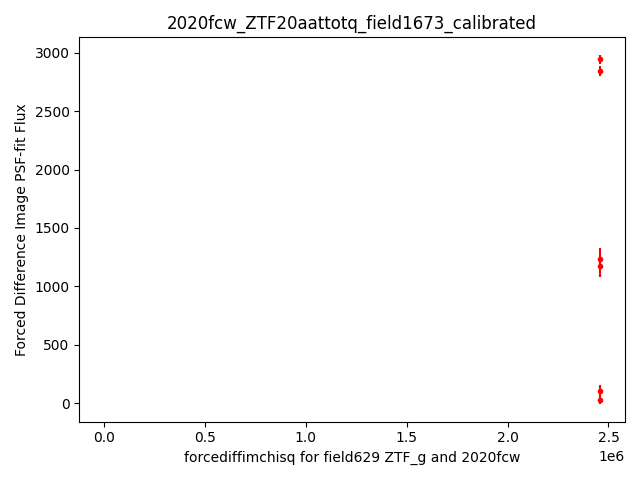 2020fcw_ZTF20aattotq_field1673_calibrated
Forced Difference Image PSF-fit Flux
3000
2500
2000
1500
1000
500
0
0.0 0.5 1.0 1.5 2.0 2.5
1e6
forcediffimchisq for field629 ZTF_g and 2020fcw